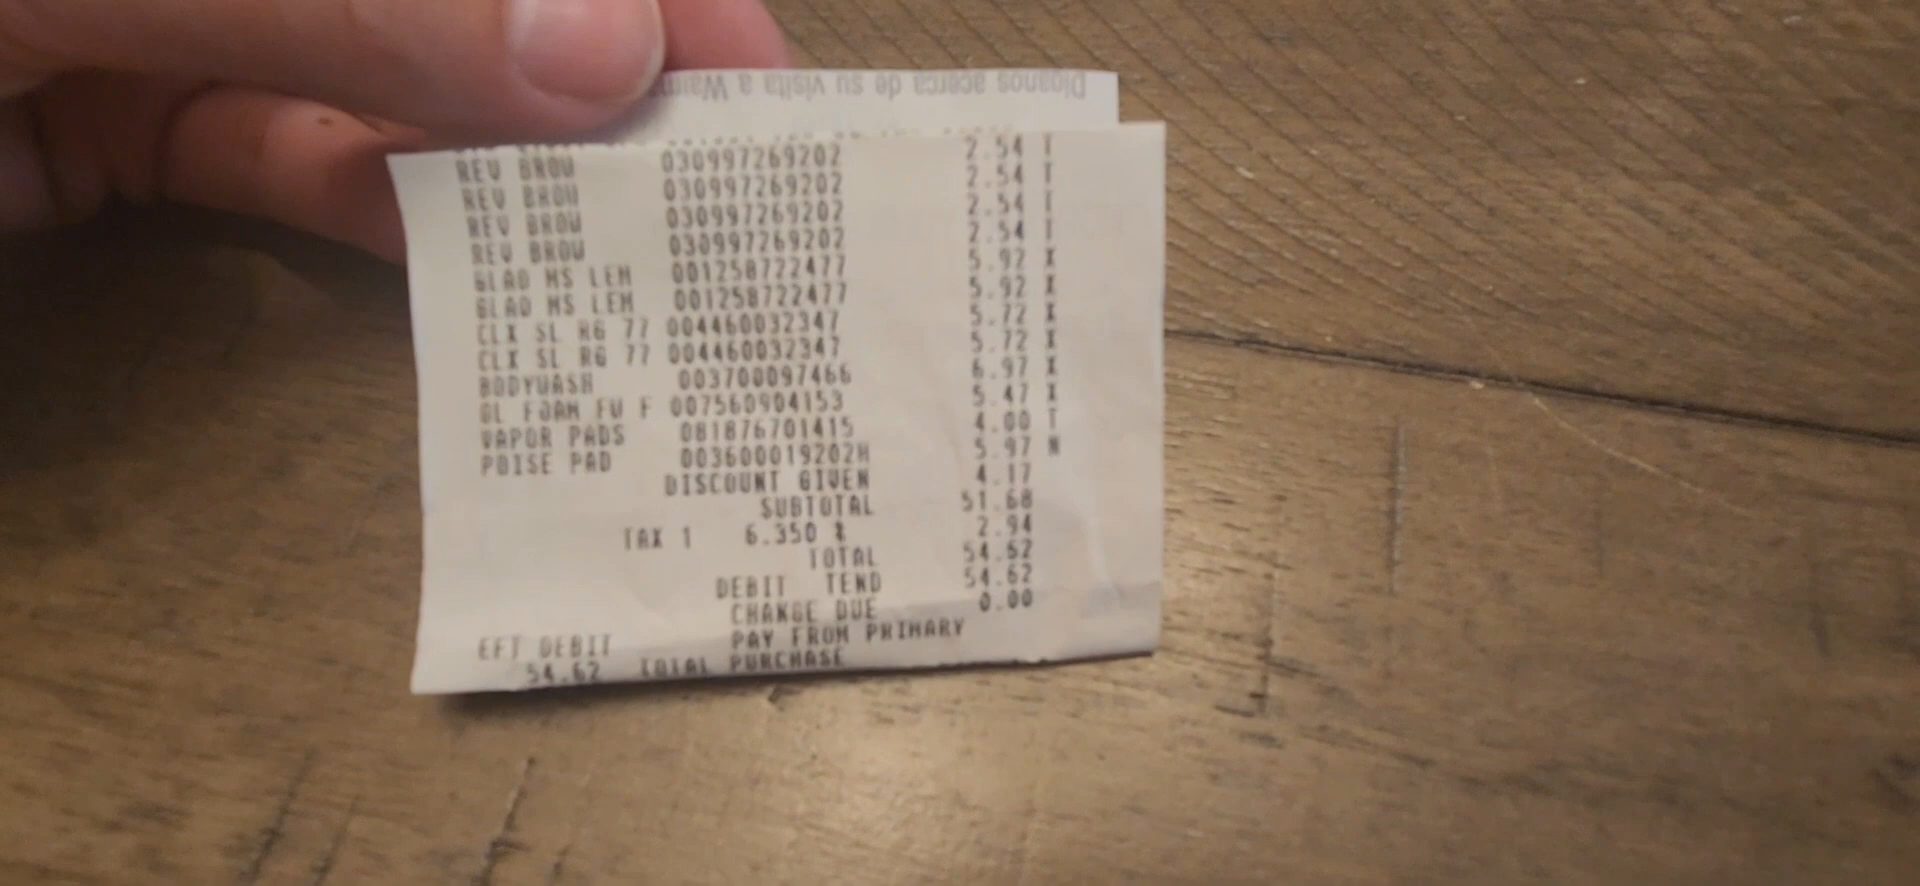 Díganos acerca de su visita a
REV BROW 030997269202 2.54 T
REV BROW 030997269202 2.54 T
REV BROW 030997269202 2.54 T
REV BROW 030997269202 2.54 T
GLAD MS LEM 001258722477 5.92 X
GLAD MS LEM 001258722477 5.92 X
CLX SL RG 77 004460032347 5.72 X
CLX SL RG 77 004460032347 5.72 X
BODYWASH 003700097466 6.97 X
OL FOAM FW F 007560904153 5.47 X
VAPOR PADS 081876701415 4.00 T
POISE PAD 003600019202H 5.97 N
DISCOUNT GIVEN 4.17
SUBTOTAL 51.68
TAX 1 6.350 % 2.94
TOTAL 54.62
DEBIT TEND 54.62
CHANGE DUE 0.00
EFT DEBIT PAY FROM PRIMARY
54.62 TOTAL PURCHASE